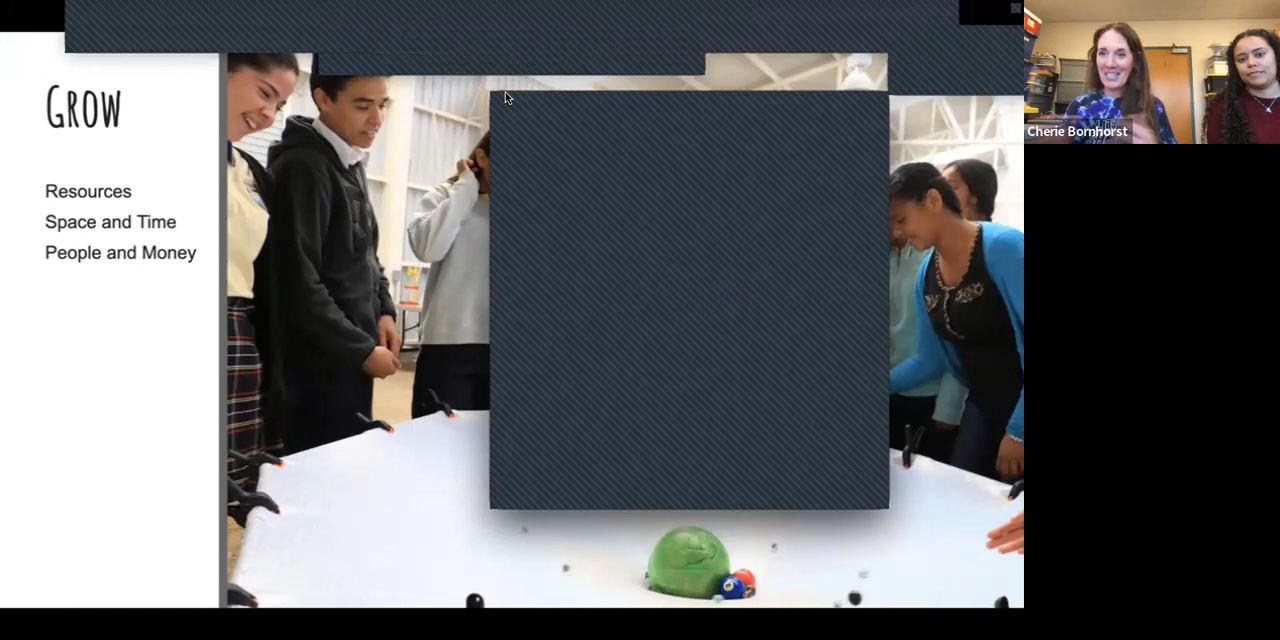 Grow
Resources
Space and Time
People and Money
Cherie Bornhorst